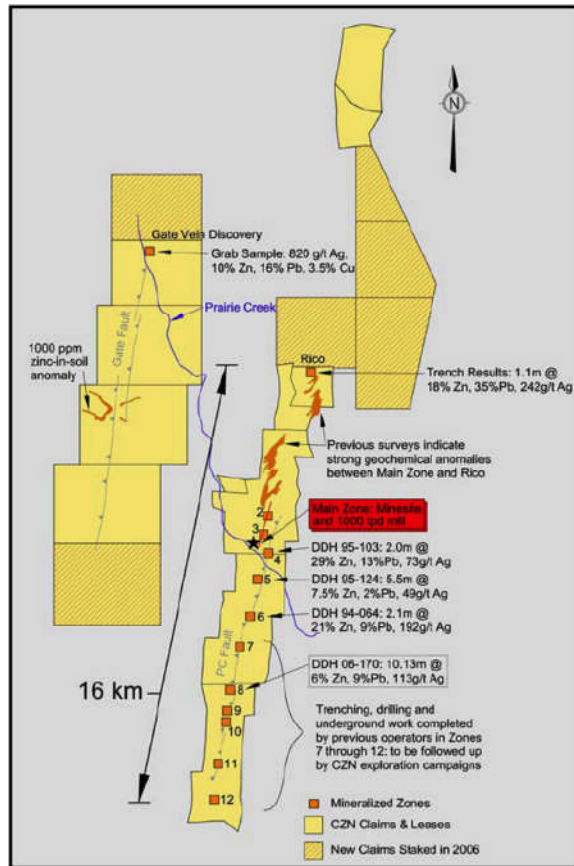 N
Gate Vein Discovery
Grab Sample: 820 g/t Ag,
10% Zn, 16% Pb, 3.5% Cu
Prairie Creek
Gate Fault
1000 ppm
zinc-in-soil
anomaly
Rico
Trench Results: 1.1m @
18% Zn, 35%Pb, 242g/t Ag
Previous surveys indicate
strong geochemical anomalies
between Main Zone and Rico
Main Zone: Minesite
and 1000 tpd mill
2
3
4
DDH 95-103: 2.0m @
29% Zn, 13%Pb, 73g/t Ag
5
DDH 05-124: 5.5m @
7.5% Zn, 2%Pb, 49g/t Ag
6
DDH 94-064: 2.1m @
21% Zn, 9%Pb, 192g/t Ag
7
PC Fault
16 km
DDH 06-170: 10.13m @
6% Zn, 9%Pb, 113g/t Ag
8
9
10
11
12
Trenching, drilling and
underground work completed
by previous operators in Zones
7 through 12: to be followed up
by CZN exploration campaigns
Mineralized Zones
CZN Claims & Leases
New Claims Staked in 2006